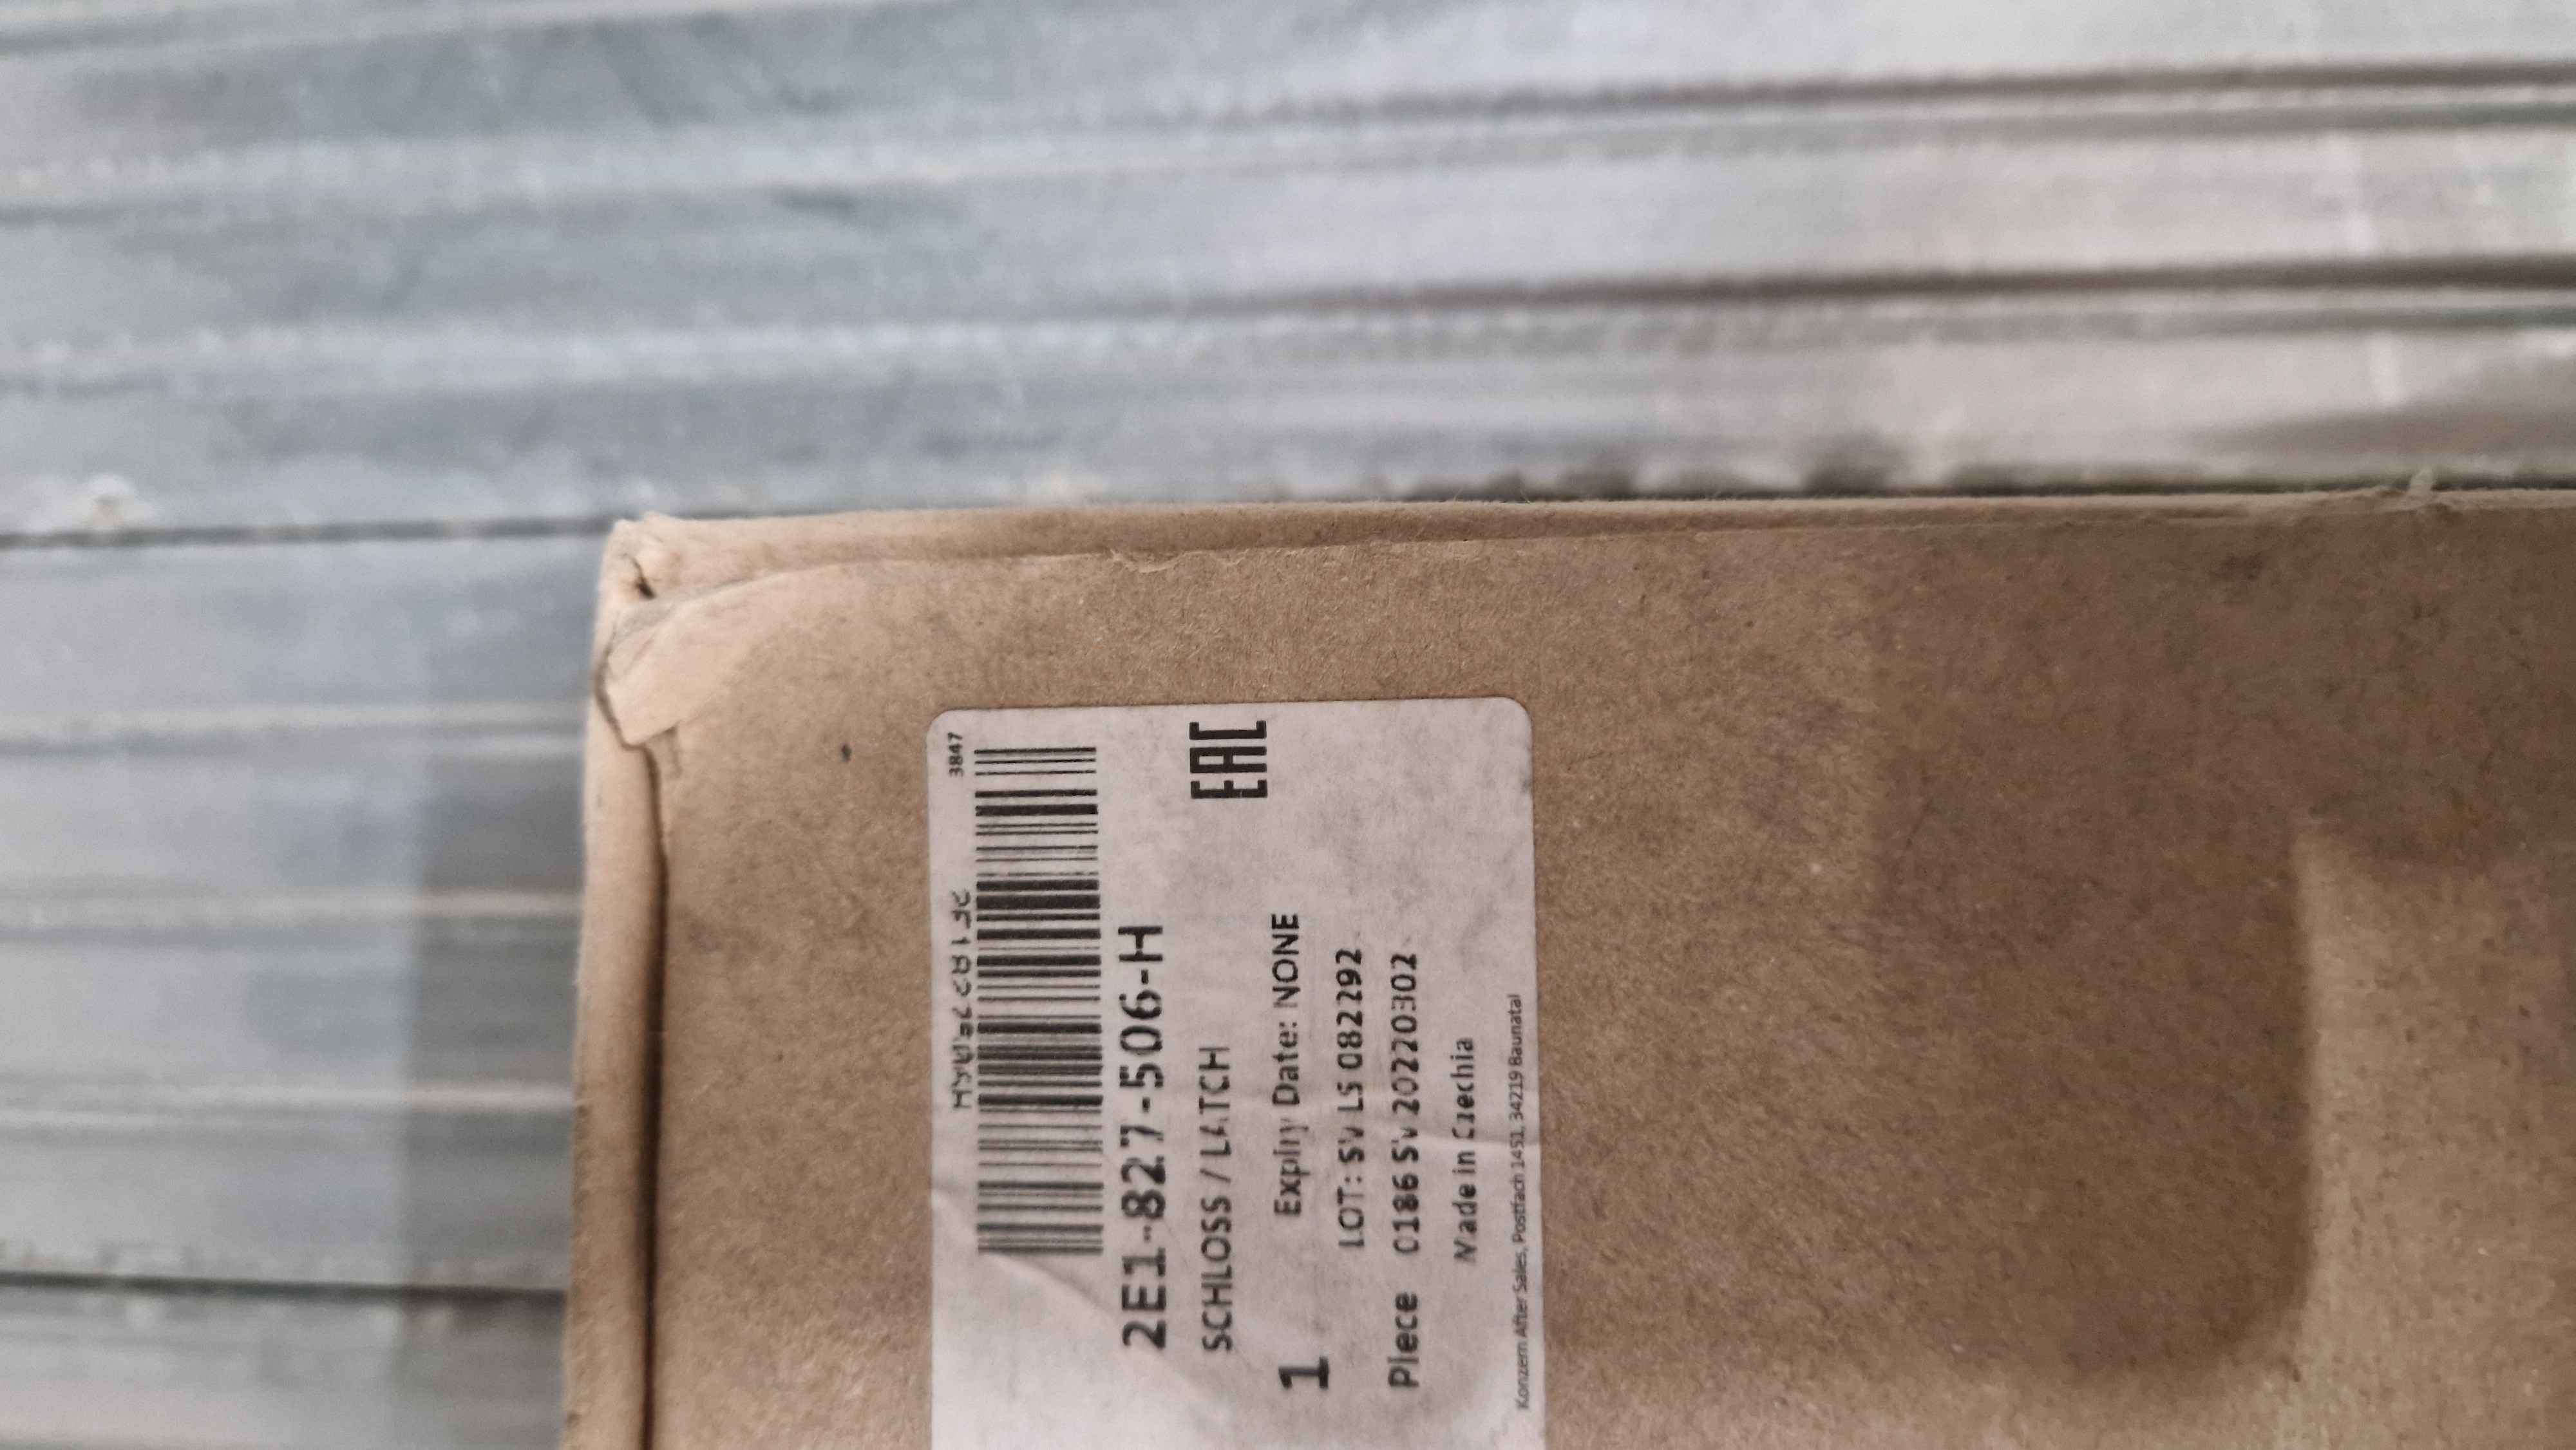 3847
2E1-827-506-H
EAC
SCHLOSS / LATCH
1
Expiry Date: NONE
LOT: SV LS 082292
Piece 0186 SV 20220302
Made in Czechia
Konzern After Sales, Postfach 1451, 34219 Baunatal